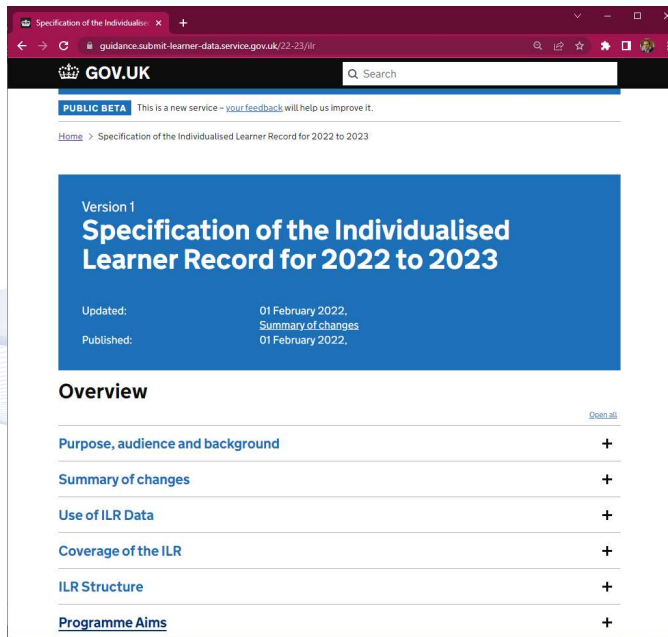 Specification of the Individualise
guidance.submit-learner-data.service.gov.uk/22-23/ilr
GOV.UK
Search
PUBLIC BETA This is a new service – your feedback will help us improve it.
Home > Specification of the Individualised Learner Record for 2022 to 2023
Version 1
Specification of the Individualised
Learner Record for 2022 to 2023
Updated: 01 February 2022,
Summary of changes
Published: 01 February 2022,
Overview
Open all
Purpose, audience and background +
Summary of changes +
Use of ILR Data +
Coverage of the ILR +
ILR Structure +
Programme Aims +